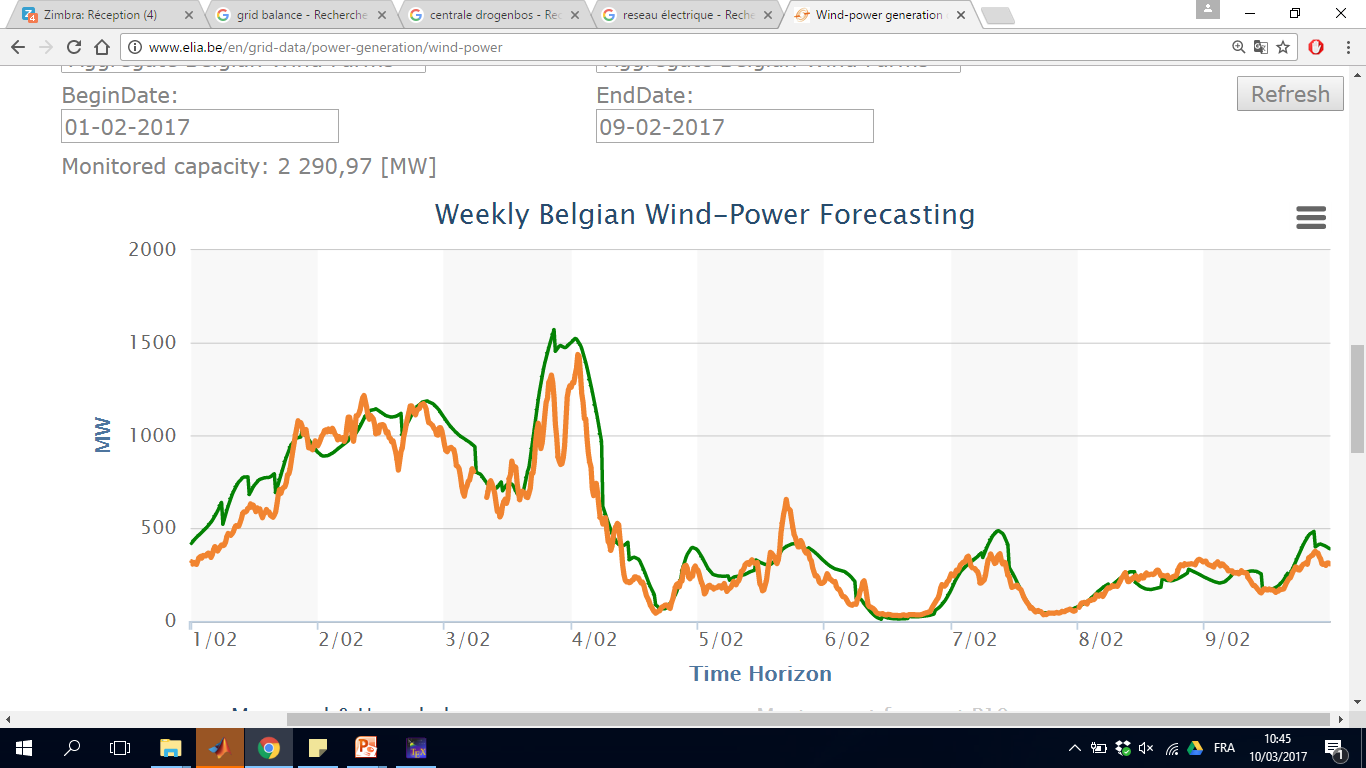 Zimbra: Réception (4)
grid balance - Recherche
centrale drogenbos - Rec
reseau électrique - Reche
Wind-power generation
www.elia.be/en/grid-data/power-generation/wind-power
BeginDate:
EndDate:
Refresh
01-02-2017
09-02-2017
Monitored capacity: 2 290,97 [MW]
Weekly Belgian Wind-Power Forecasting
2000
1500
1000
500
0
MW
1/02 2/02 3/02 4/02 5/02 6/02 7/02 8/02 9/02
Time Horizon
FRA
10:45
10/03/2017
1